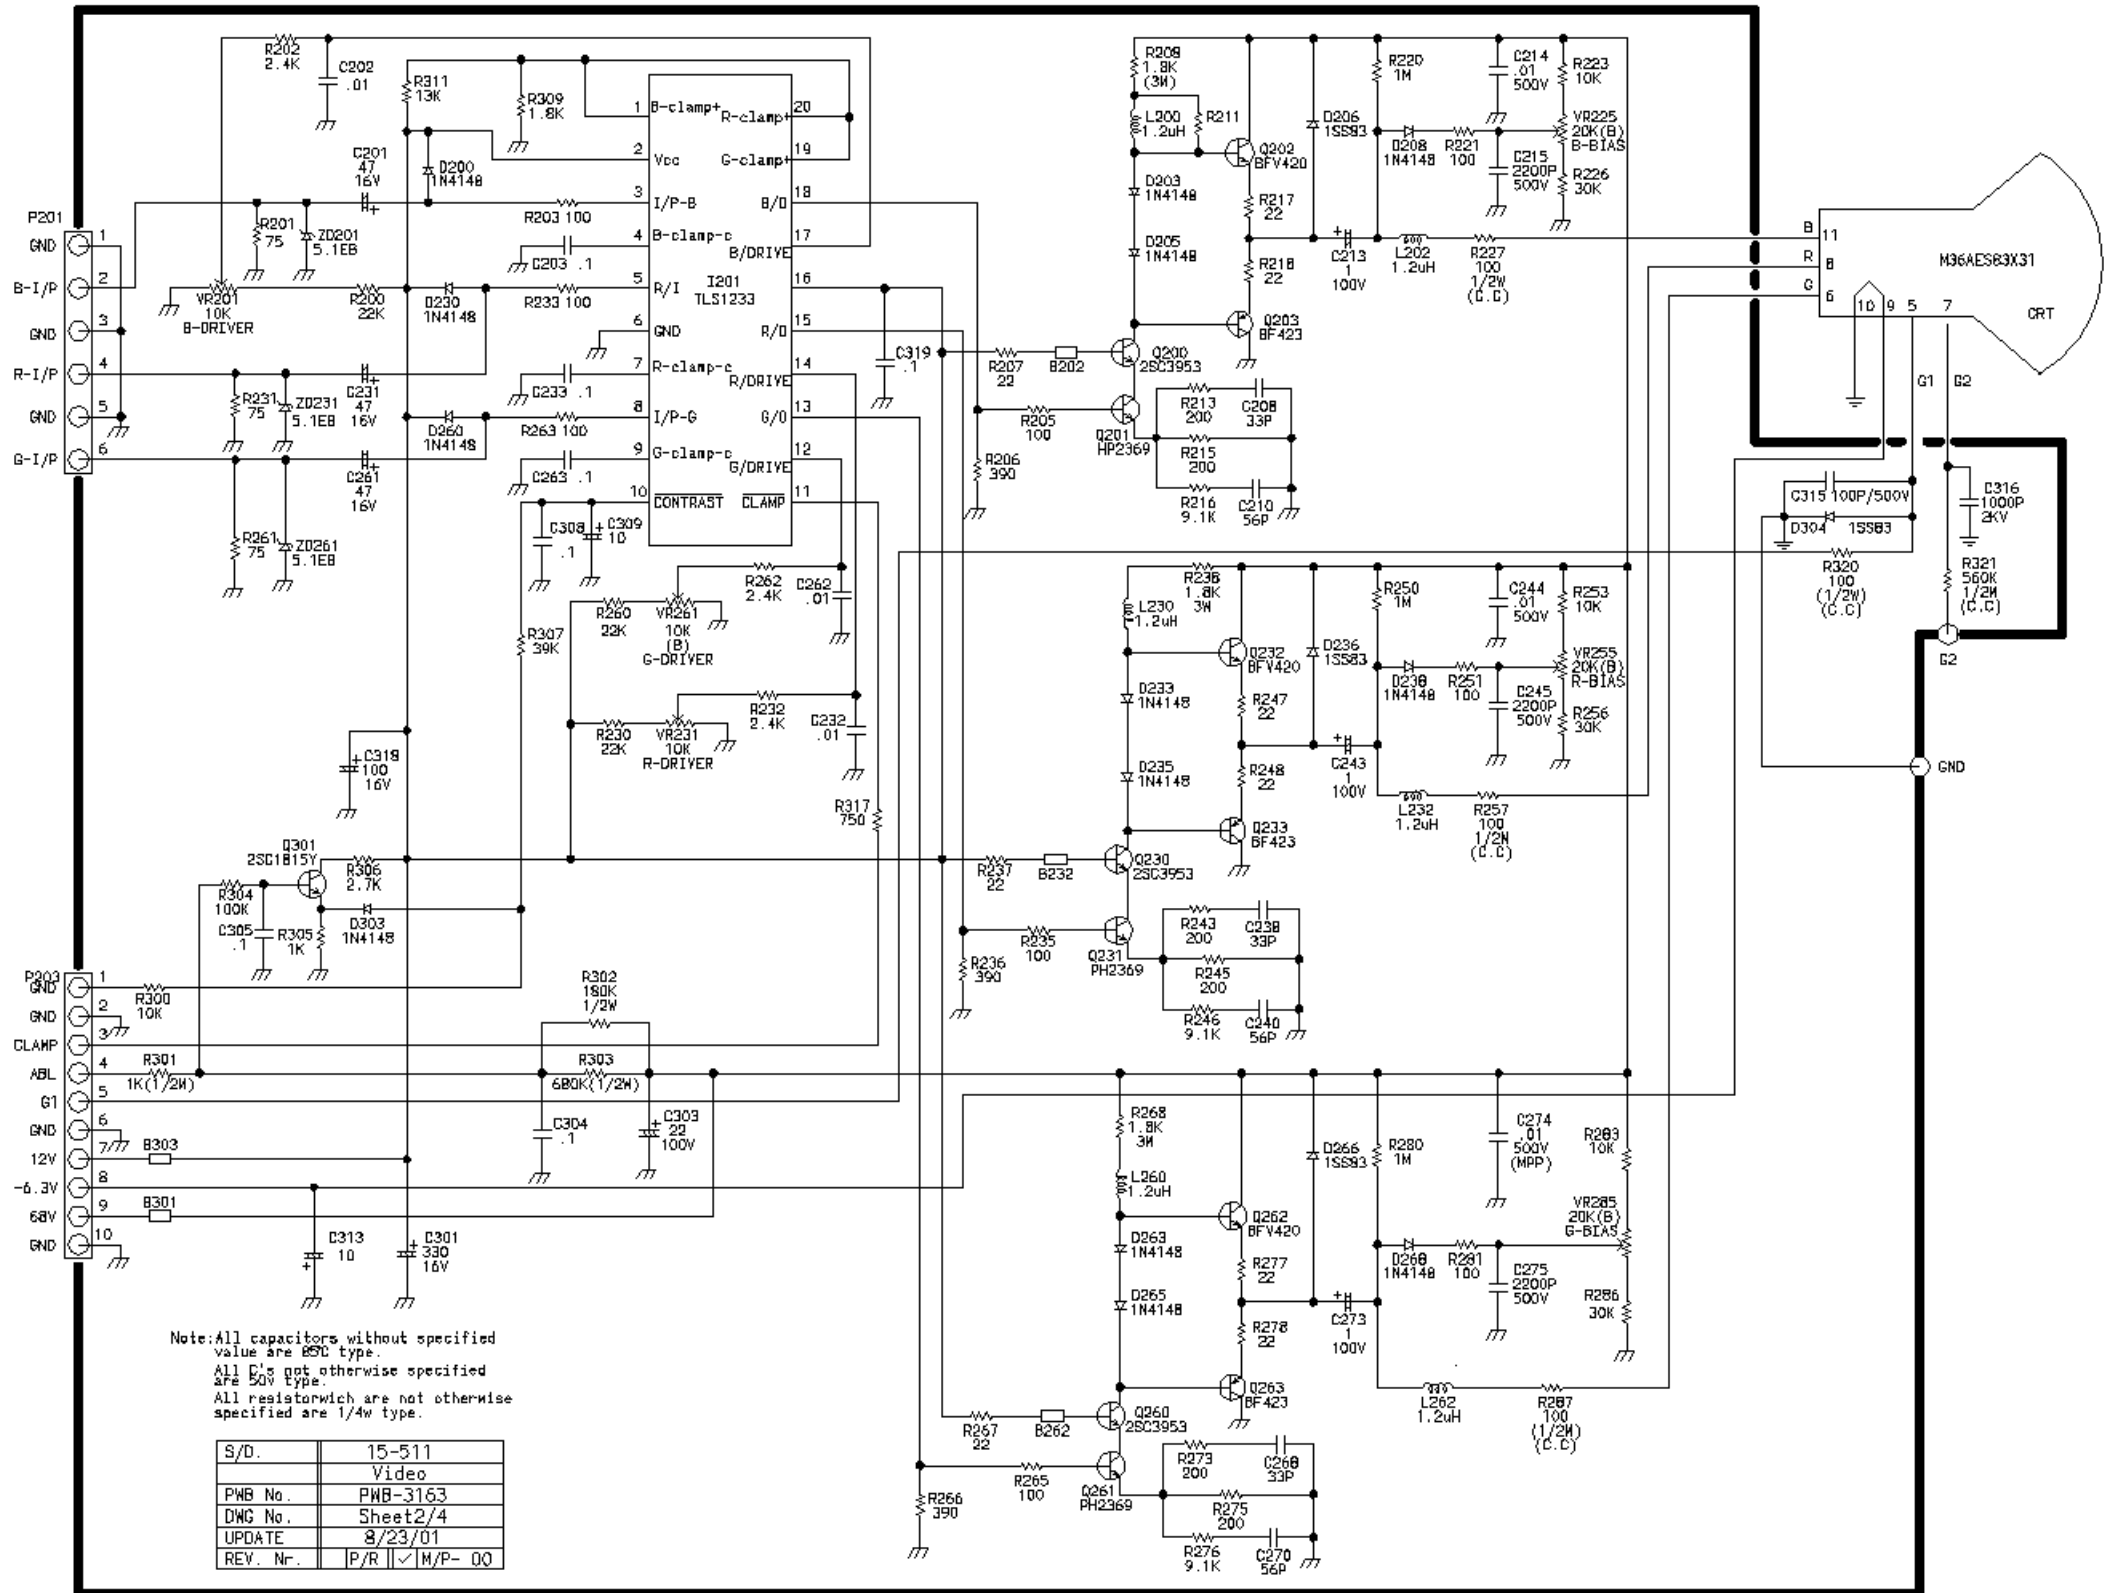 R202
2.4K
C202
.01
R311
13K
R309
1.8K
C201
47
16V
D200
1N4148
P201
GND
1
B-I/P
2
GND
3
R-I/P
4
GND
5
G-I/P
6
R201
75
ZD201
5.1EB
VR201
10K
B-DRIVER
R200
22K
D230
1N4148
R203 100
C203 .1
R233 100
C233 .1
R231
75
ZD231
5.1EB
C231
47
16V
D260
1N4148
R263 100
C263 .1
R261
75
ZD261
5.1EB
C261
47
16V
1 B-clamp+
R-clamp+ 20
2 Vcc
G-clamp+ 19
3 I/P-B
B/O 18
4 B-clamp-c
B/DRIVE 17
I201
TLS1233
16
5 R/I
6 GND
R/O 15
7 R-clamp-c
R/DRIVE 14
8 I/P-G
G/O 13
9 G-clamp-c
G/DRIVE 12
10 CONTRAST
CLAMP 11
C308
.1
C309
10
C319
.1
R262
2.4K
C262
.01
R260
22K
VR261
10K
(B)
G-DRIVER
R307
39K
R232
2.4K
C232
.01
R230
22K
VR231
10K
R-DRIVER
C318
100
16V
R317
750
Q301
2SC1815Y
R306
2.7K
R304
100K
C305
.1
R305
1K
D303
1N4148
P303
GND
1
R300
10K
GND
2
CLAMP
3
ABL
4
R301
1K(1/2W)
G1
5
GND
6
12V
7
B303
-6.3V
8
68V
9
B301
GND
10
R302
180K
1/2W
R303
680K(1/2W)
C304
.1
C303
22
100V
C313
10
C301
330
16V
R208
1.8K
(3W)
L200
1.2uH
R211
Q202
BFV420
D203
1N4148
D205
1N4148
R217
22
R218
22
Q203
BF423
D206
1SS83
R220
1M
C214
.01
500V
R223
10K
D208
1N4148
R221
100
VR225
20K(B)
B-BIAS
C215
2200P
500V
R226
30K
C213
1
100V
L202
1.2uH
R227
100
1/2W
(C.C)
R207
22
B202
Q200
2SC3953
R205
100
Q201
HP2369
R206
390
R213
200
C208
33P
R215
200
R216
9.1K
C210
56P
B
11
R
8
G
6
10
9
5
7
M36AES83X31
CRT
G1
G2
C315 100P/500V
D304
1SS83
C316
1000P
2KV
R320
100
(1/2W)
(C.C)
R321
560K
1/2W
(C.C)
G2
GND
R238
1.8K
3W
L230
1.2uH
Q232
BFV420
D233
1N4148
D235
1N4148
R247
22
R248
22
Q233
BF423
D236
1SS83
R250
1M
C244
.01
500V
R253
10K
D238
1N4148
R251
100
VR255
20K(B)
R-BIAS
C245
2200P
500V
R256
30K
C243
1
100V
L232
1.2uH
R257
100
1/2W
(C.C)
R237
22
B232
Q230
2SC3953
R235
100
Q231
PH2369
R236
390
R243
200
C238
33P
R245
200
R246
9.1K
C240
56P
R268
1.8K
3W
L260
1.2uH
Q262
BFV420
D263
1N4148
D265
1N4148
R277
22
R278
22
Q263
BF423
D266
1SS83
R280
1M
C274
.01
500V
(MPP)
R283
10K
D268
1N4148
R281
100
VR285
20K(B)
G-BIAS
C275
2200P
500V
R286
30K
C273
1
100V
L262
1.2uH
R287
100
(1/2W)
(C.C)
R267
22
B262
Q260
2SC3953
R265
100
Q261
PH2369
R266
390
R273
200
C268
33P
R275
200
R276
9.1K
C270
56P
Note:All capacitors without specified
value are 85C type.
All C's not otherwise specified
are 50v type.
All resistorwich are not otherwise
specified are 1/4w type.
S/D. 15-511
Video
PWB No. PWB-3163
DWG No. Sheet2/4
UPDATE 8/23/01
REV. Nr. P/R ✓ M/P- 00